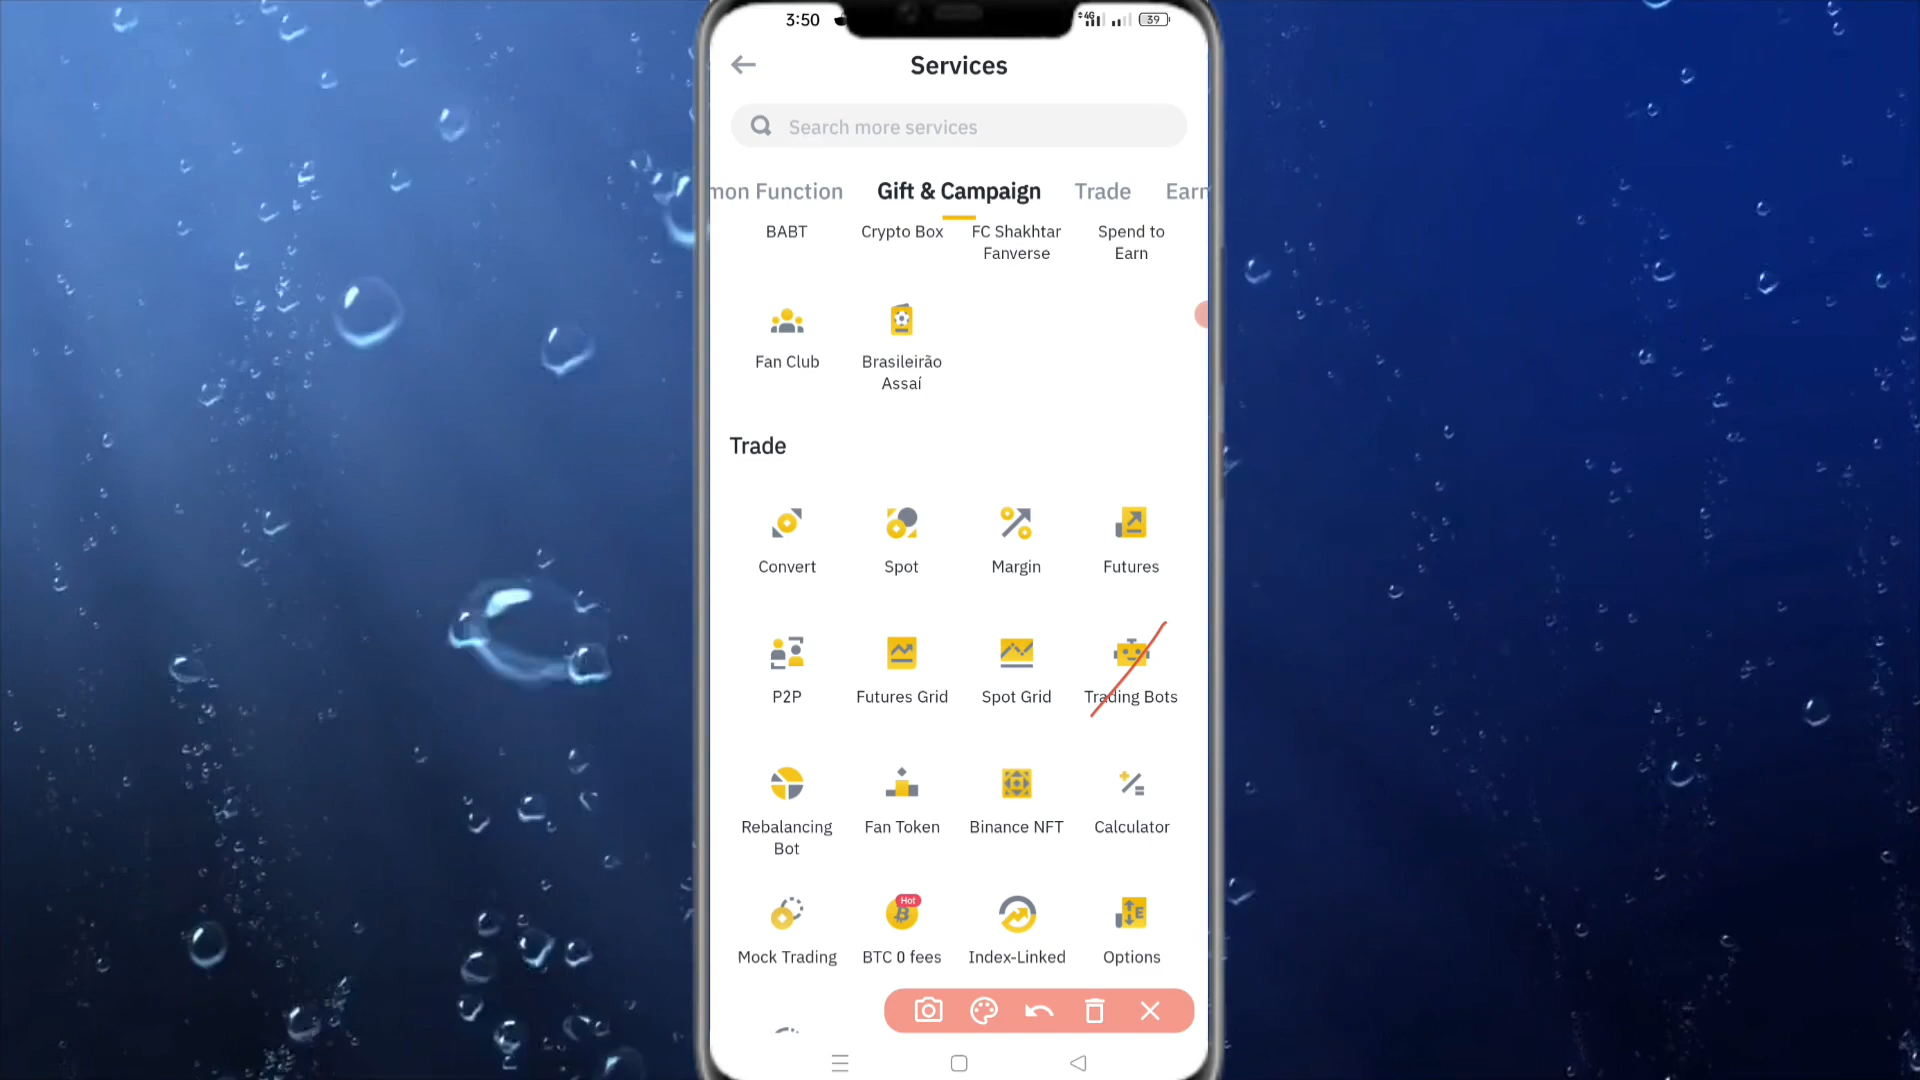 3:50
4G
39
Services
Search more services
mon Function Gift & Campaign Trade Earn
BABT Crypto Box FC Shakhtar Fanverse Spend to Earn
Fan Club Brasileirão Assaí
Trade
Convert Spot Margin Futures
P2P Futures Grid Spot Grid Trading Bots
Rebalancing Bot Fan Token Binance NFT Calculator
Hot
Mock Trading BTC 0 fees Index-Linked Options